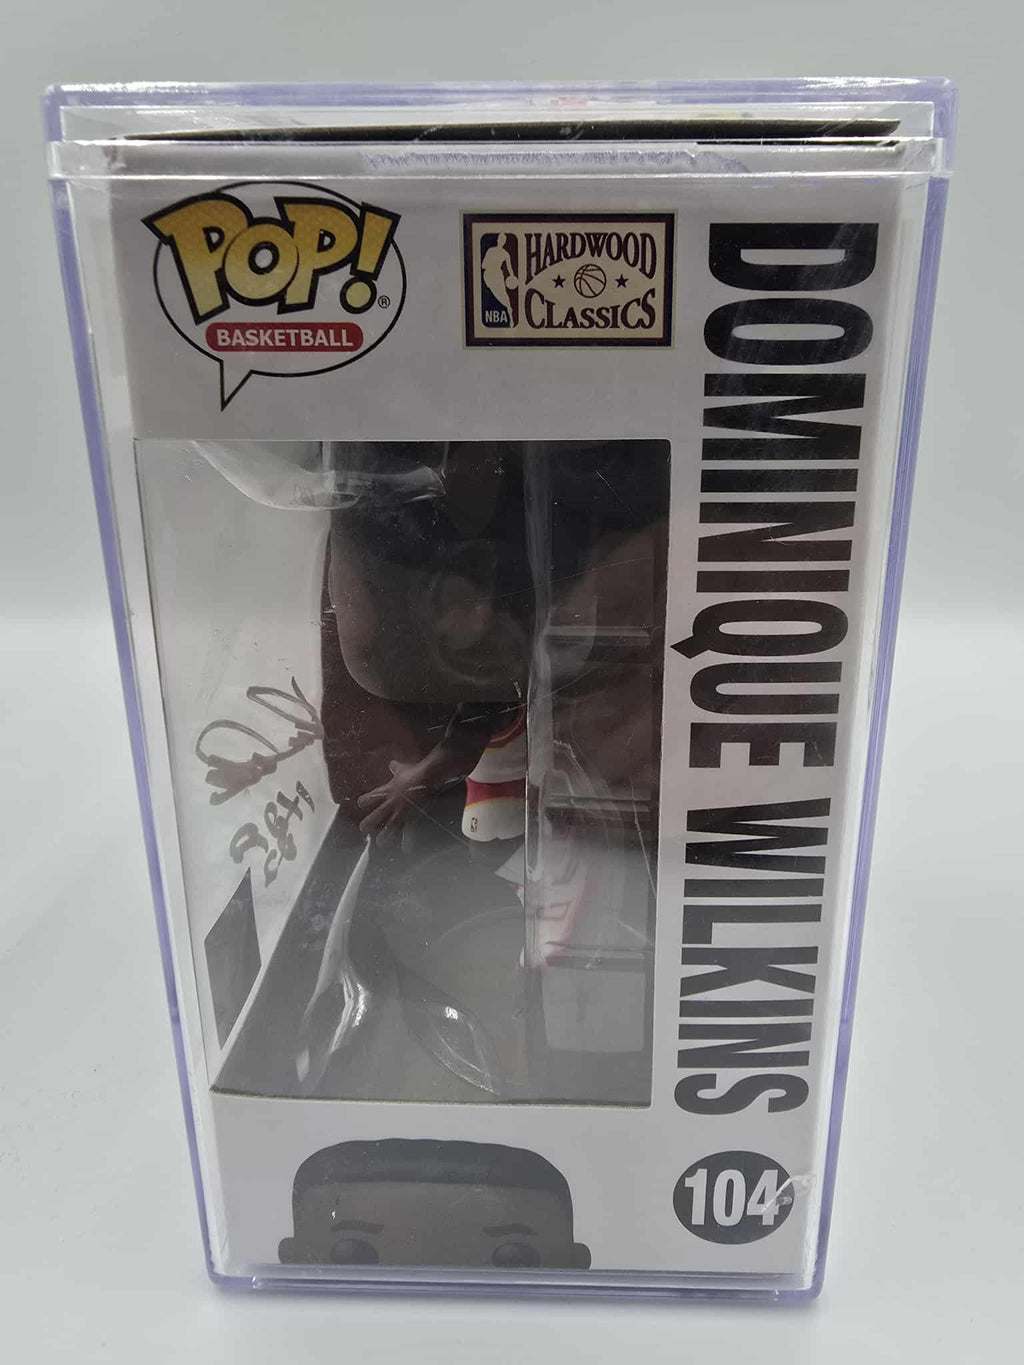 POP!®
BASKETBALL
NBA
HARDWOOD
CLASSICS
DOMINIQUE WILKINS
104